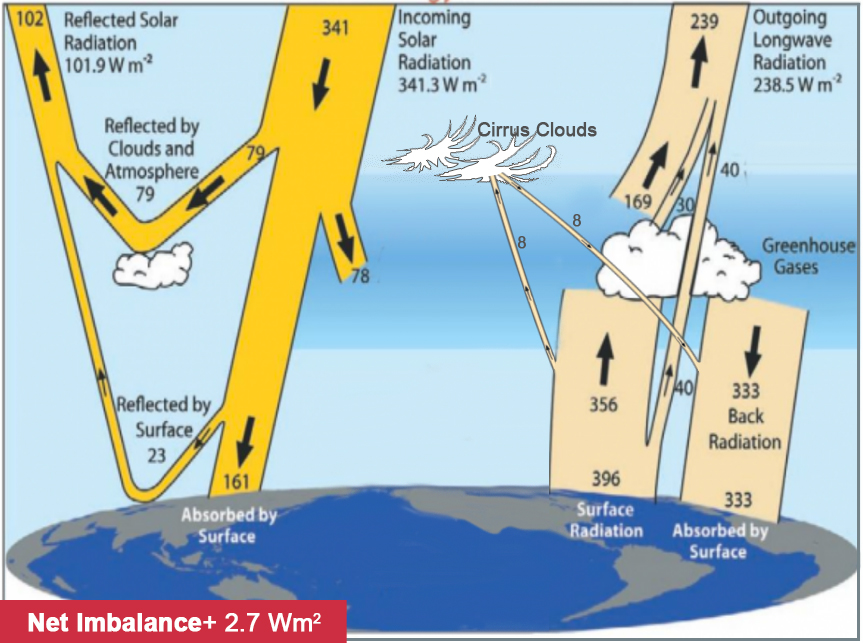 102
Reflected Solar
Radiation
101.9 W m⁻²
341
Incoming
Solar
Radiation
341.3 W m⁻²
239
Outgoing
Longwave
Radiation
238.5 W m⁻²
Reflected by
Clouds and
Atmosphere
79
79
Cirrus Clouds
40
169
30
8
8
78
Greenhouse
Gases
Reflected by
Surface
23
356
40
333
Back
Radiation
161
396
333
Absorbed by
Surface
Surface
Radiation
Absorbed by
Surface
Net Imbalance+ 2.7 Wm²